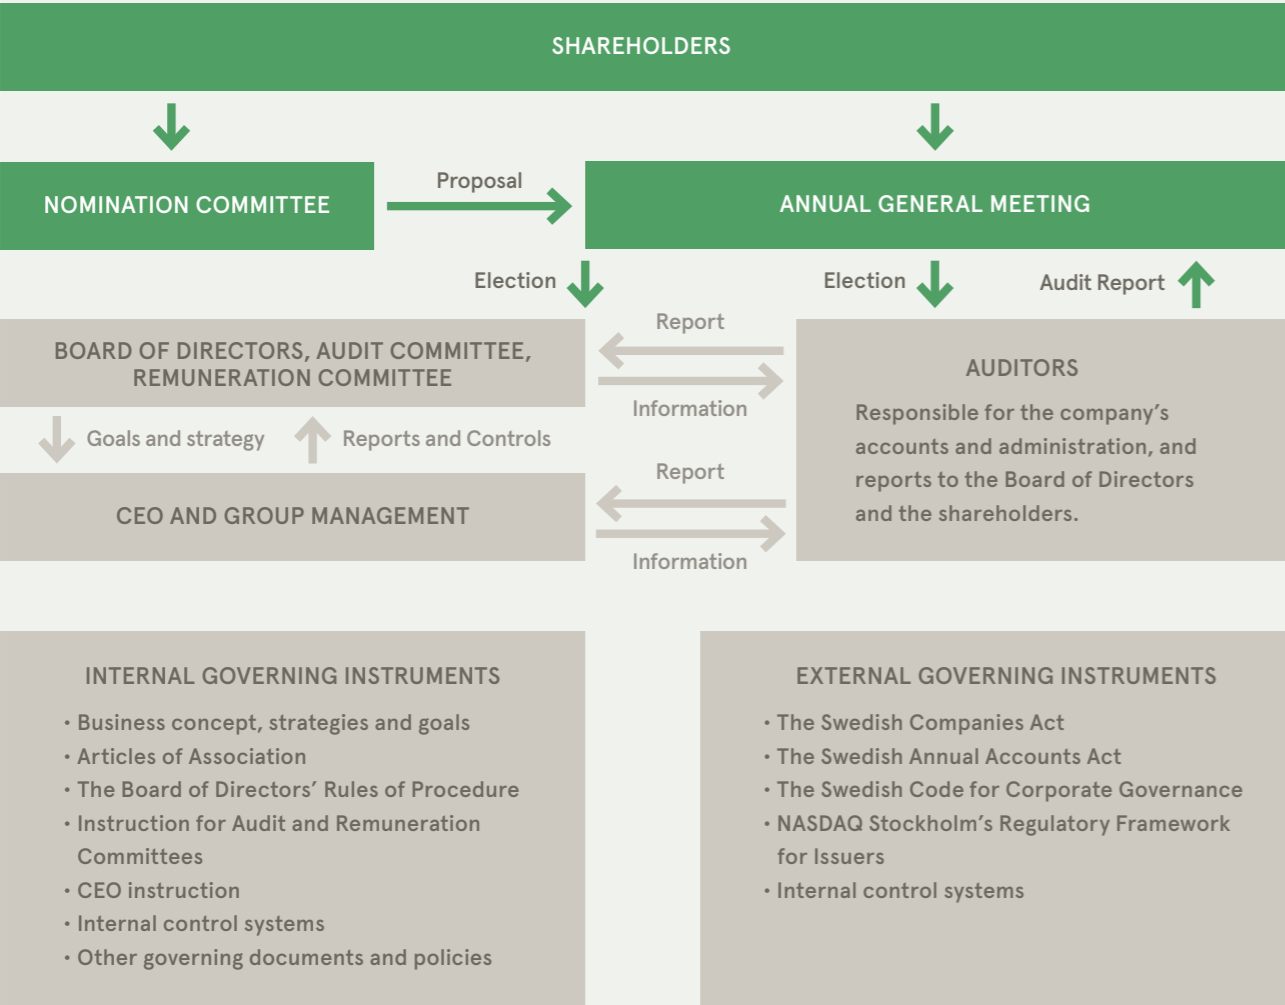 SHAREHOLDERS
NOMINATION COMMITTEE
Proposal
ANNUAL GENERAL MEETING
Election
Election
Audit Report
BOARD OF DIRECTORS, AUDIT COMMITTEE,
REMUNERATION COMMITTEE
Report
Information
AUDITORS
Responsible for the company’s
accounts and administration, and
reports to the Board of Directors
and the shareholders.
Goals and strategy
Reports and Controls
CEO AND GROUP MANAGEMENT
Report
Information
INTERNAL GOVERNING INSTRUMENTS
• Business concept, strategies and goals
• Articles of Association
• The Board of Directors’ Rules of Procedure
• Instruction for Audit and Remuneration
Committees
• CEO instruction
• Internal control systems
• Other governing documents and policies
EXTERNAL GOVERNING INSTRUMENTS
• The Swedish Companies Act
• The Swedish Annual Accounts Act
• The Swedish Code for Corporate Governance
• NASDAQ Stockholm’s Regulatory Framework
for Issuers
• Internal control systems